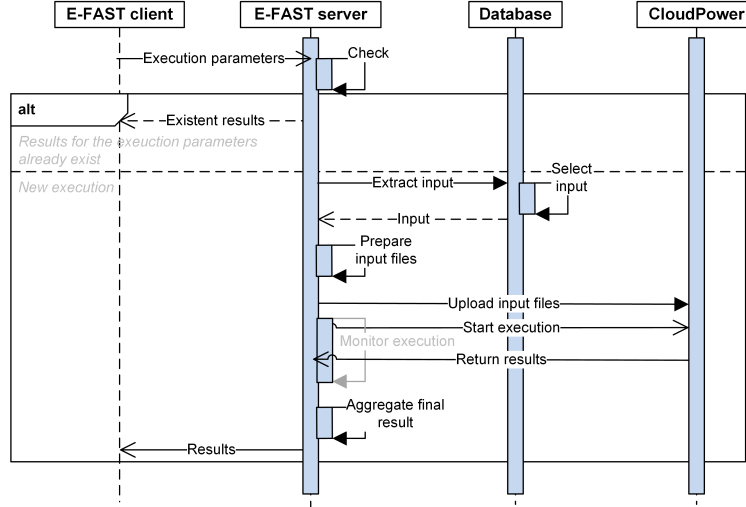 E-FAST client
E-FAST server
Database
CloudPower
Execution parameters
Check
alt
Existent results
Results for the exeuction parameters
already exist
New execution
Extract input
Select
input
Input
Prepare
input files
Upload input files
Start execution
Monitor execution
Return results
Aggregate final
result
Results